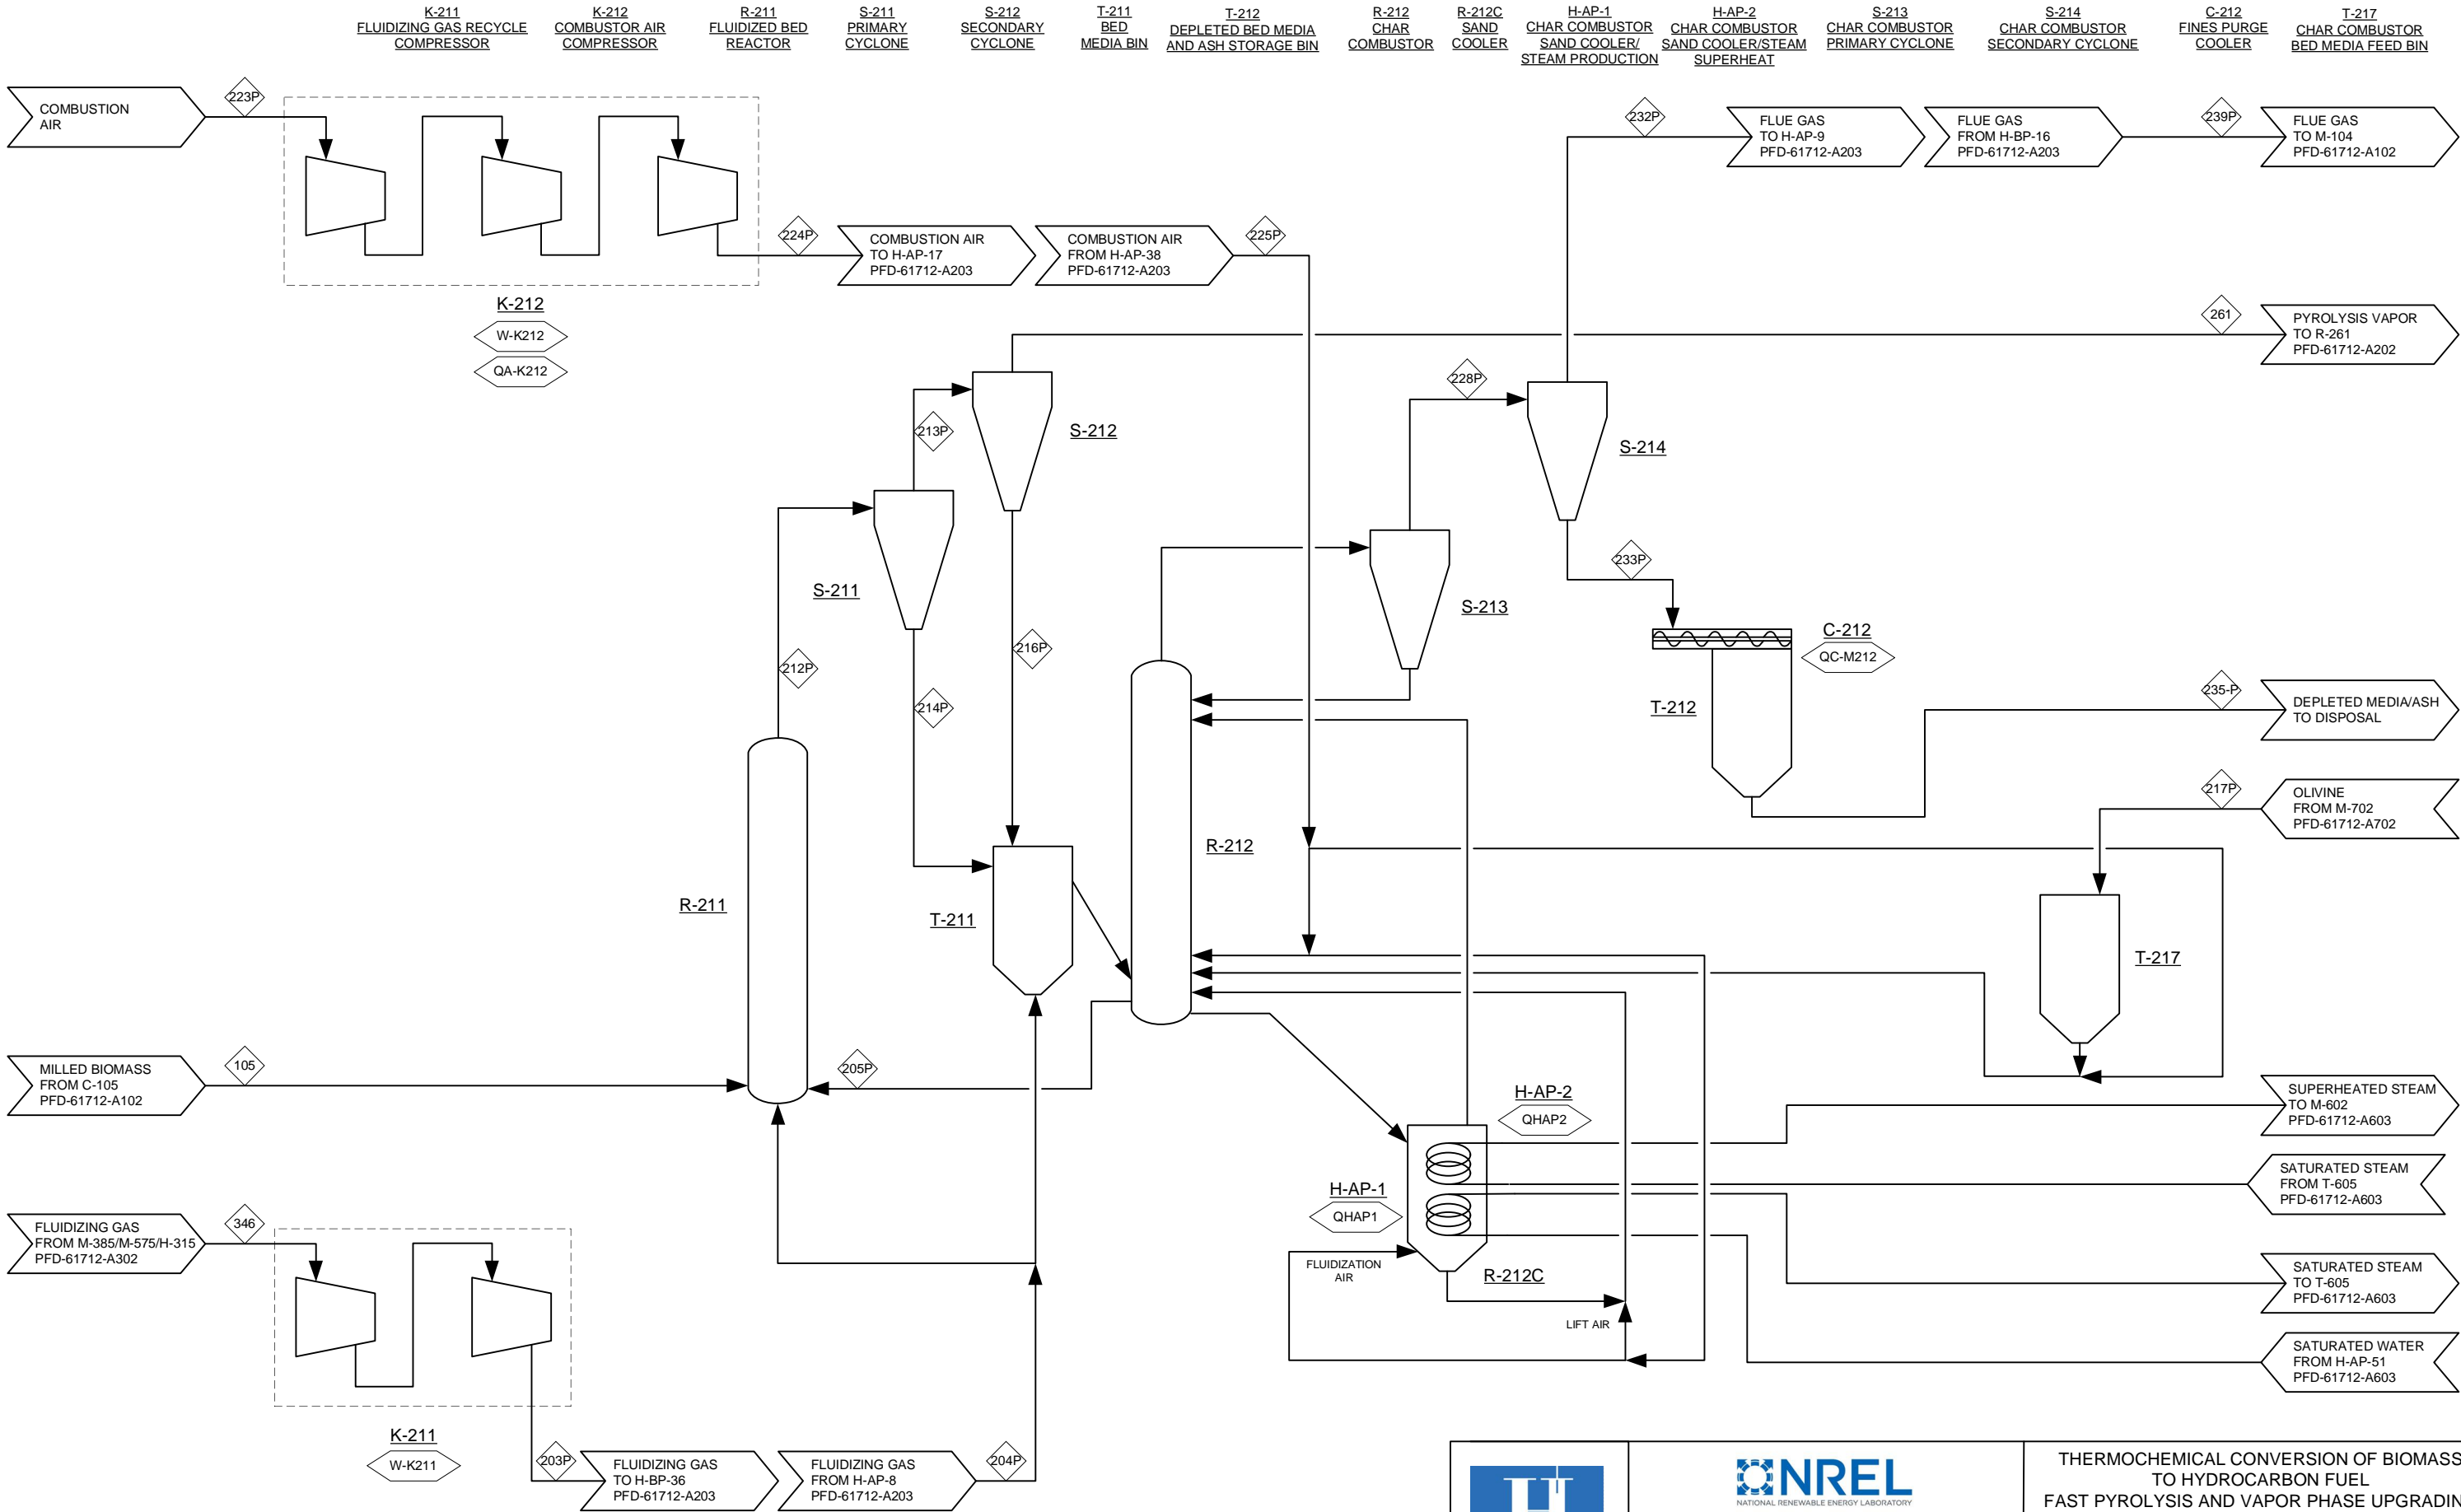 K-211
FLUIDIZING GAS RECYCLE
COMPRESSOR
K-212
COMBUSTOR AIR
COMPRESSOR
R-211
FLUIDIZED BED
REACTOR
S-211
PRIMARY
CYCLONE
S-212
SECONDARY
CYCLONE
T-211
BED
MEDIA BIN
T-212
DEPLETED BED MEDIA
AND ASH STORAGE BIN
R-212
CHAR
COMBUSTOR
R-212C
SAND
COOLER
H-AP-1
CHAR COMBUSTOR
SAND COOLER/
STEAM PRODUCTION
H-AP-2
CHAR COMBUSTOR
SAND COOLER/STEAM
SUPERHEAT
S-213
CHAR COMBUSTOR
PRIMARY CYCLONE
S-214
CHAR COMBUSTOR
SECONDARY CYCLONE
C-212
FINES PURGE
COOLER
T-217
CHAR COMBUSTOR
BED MEDIA FEED BIN
COMBUSTION
AIR
223P
232P
FLUE GAS
TO H-AP-9
PFD-61712-A203
FLUE GAS
FROM H-BP-16
PFD-61712-A203
239P
FLUE GAS
TO M-104
PFD-61712-A102
224P
COMBUSTION AIR
TO H-AP-17
PFD-61712-A203
COMBUSTION AIR
FROM H-AP-38
PFD-61712-A203
225P
K-212
W-K212
QA-K212
261
PYROLYSIS VAPOR
TO R-261
PFD-61712-A202
213P
S-212
228P
S-214
S-211
S-213
233P
212P
214P
216P
C-212
QC-M212
T-212
235-P
DEPLETED MEDIA/ASH
TO DISPOSAL
217P
OLIVINE
FROM M-702
PFD-61712-A702
R-211
T-211
R-212
T-217
MILLED BIOMASS
FROM C-105
PFD-61712-A102
105
205P
H-AP-2
QHAP2
SUPERHEATED STEAM
TO M-602
PFD-61712-A603
SATURATED STEAM
FROM T-605
PFD-61712-A603
H-AP-1
QHAP1
FLUIDIZING GAS
FROM M-385/M-575/H-315
PFD-61712-A302
346
FLUIDIZATION
AIR
R-212C
LIFT AIR
SATURATED STEAM
TO T-605
PFD-61712-A603
SATURATED WATER
FROM H-AP-51
PFD-61712-A603
K-211
W-K211
203P
FLUIDIZING GAS
TO H-BP-36
PFD-61712-A203
FLUIDIZING GAS
FROM H-AP-8
PFD-61712-A203
204P
NREL
NATIONAL RENEWABLE ENERGY LABORATORY
THERMOCHEMICAL CONVERSION OF BIOMASS
TO HYDROCARBON FUEL
FAST PYROLYSIS AND VAPOR PHASE UPGRADIN